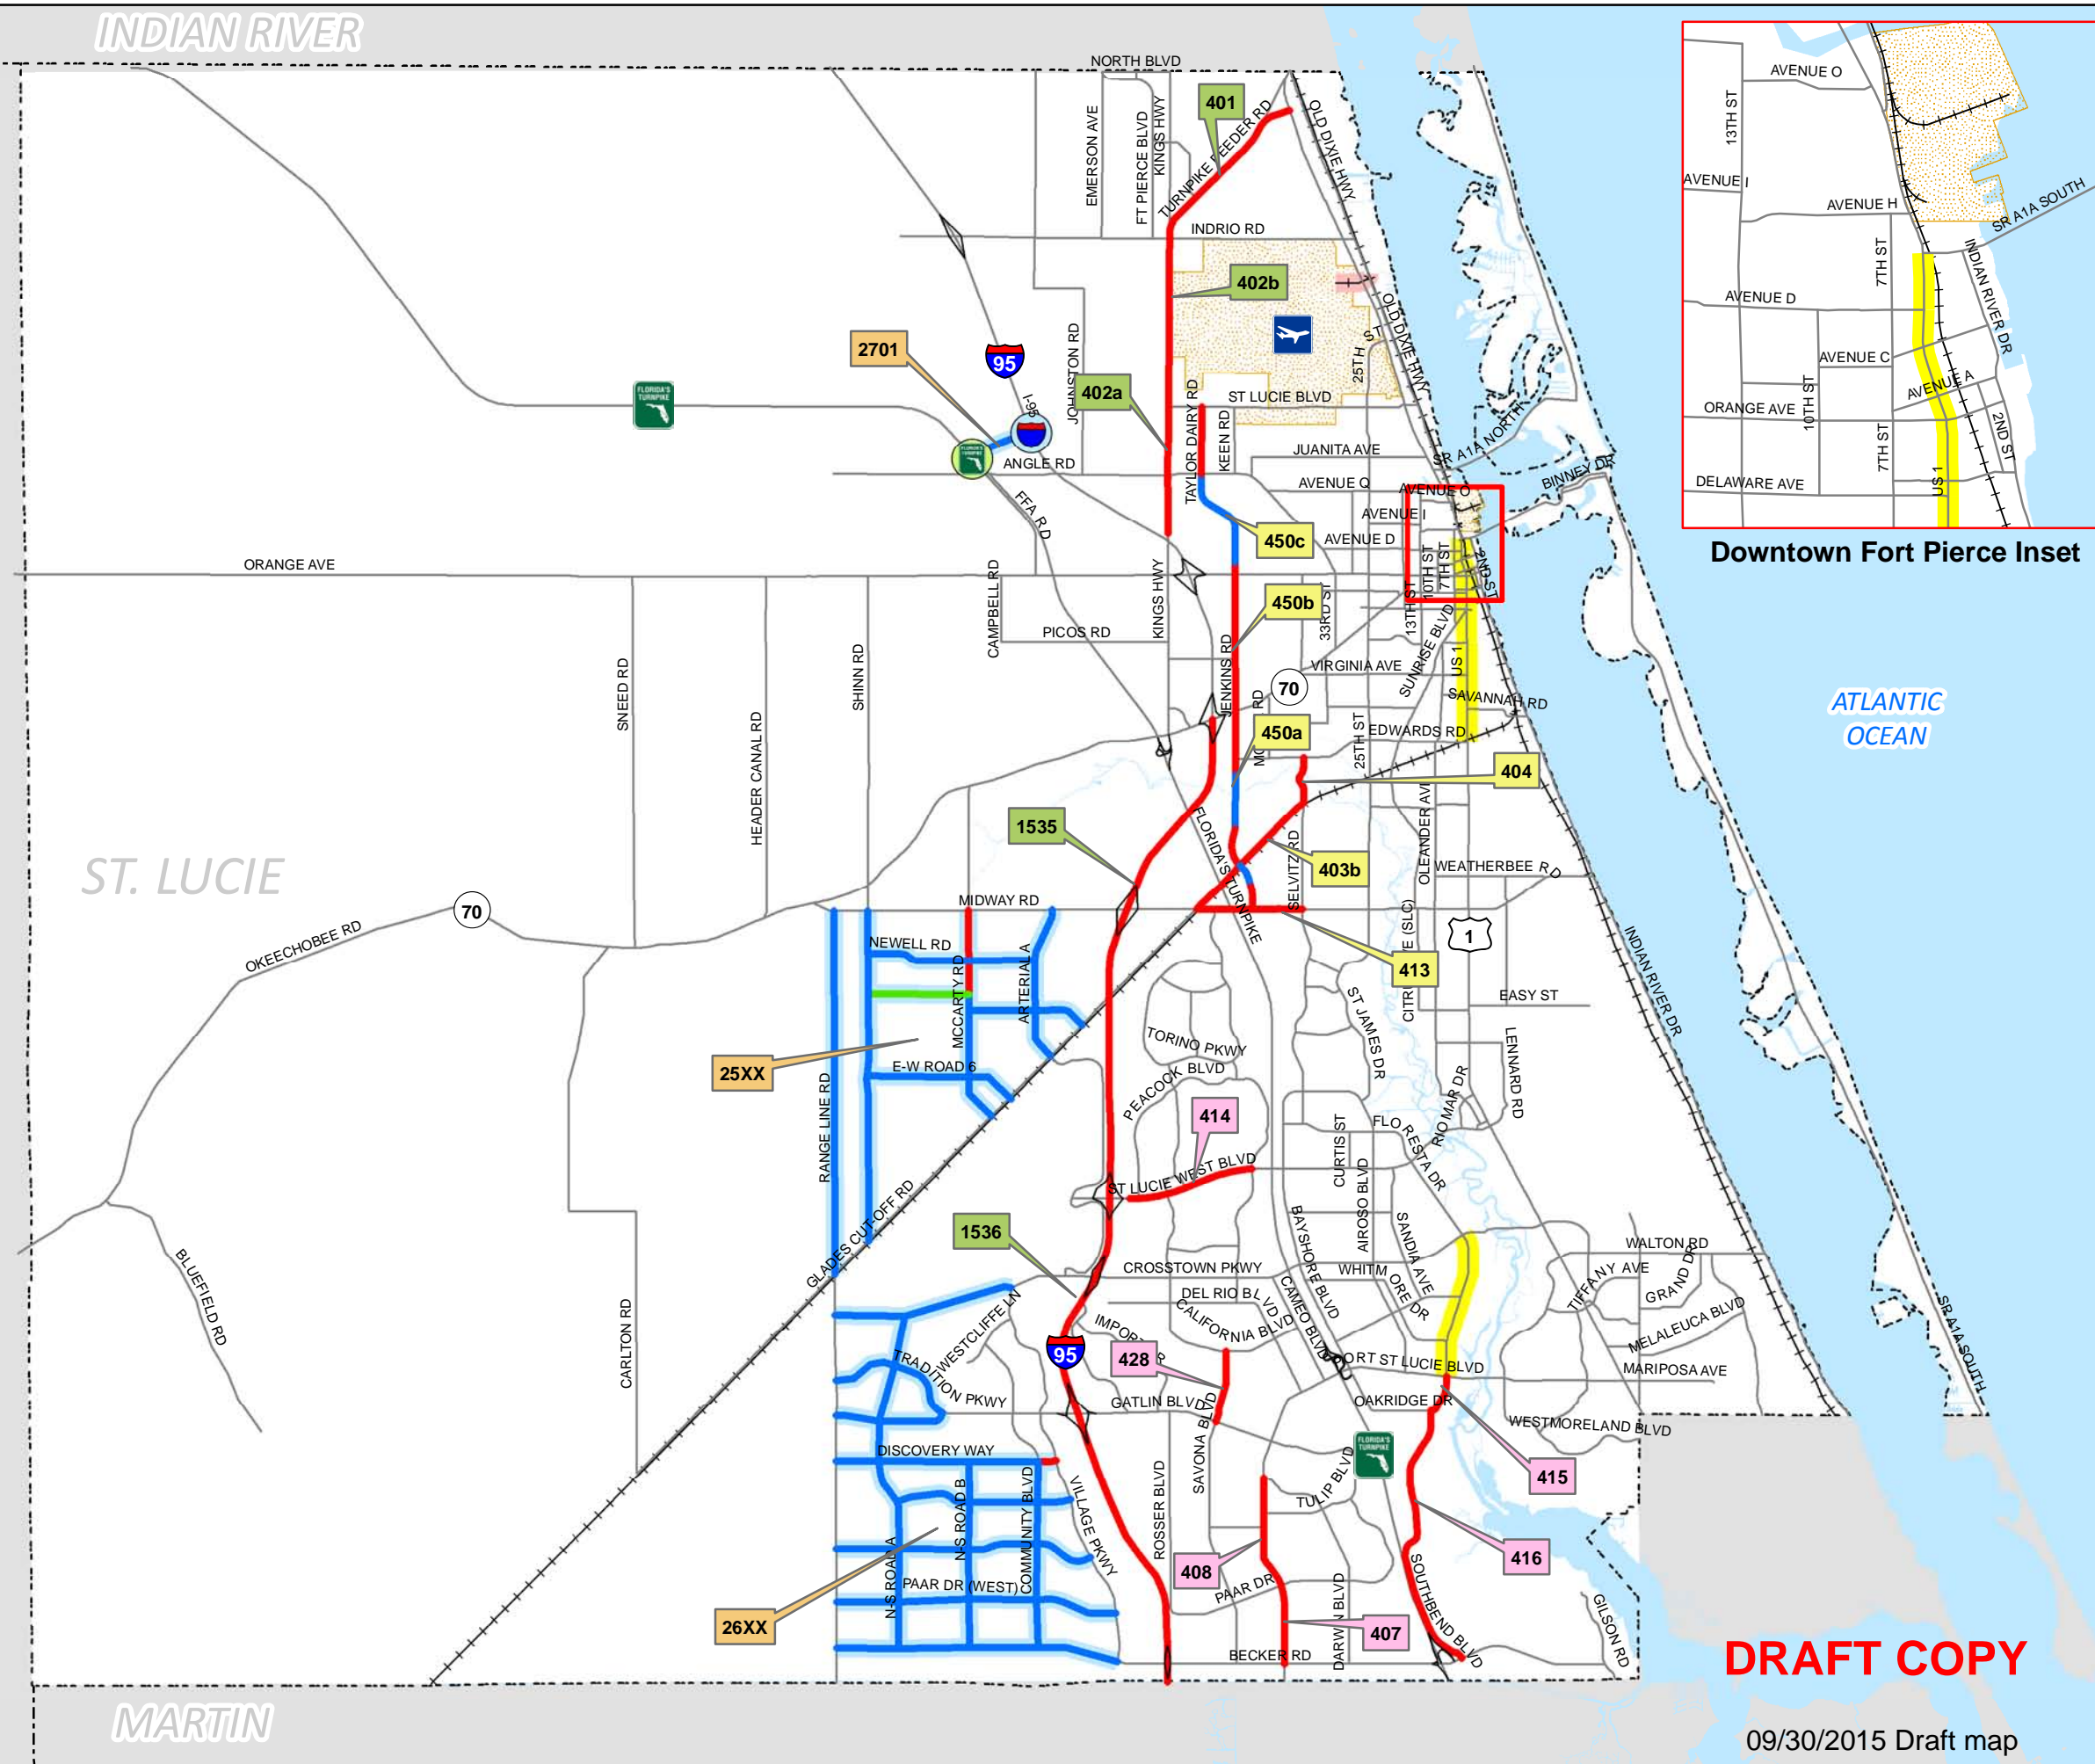 INDIAN RIVER
NORTH BLVD
401
EMERSON AVE
FT PIERCE BLVD
KINGS HWY
TURNPIKE FEEDER RD
OLD DIXIE HWY
INDRIO RD
402b
OLD DIXIE HWY
25TH ST
2701
95
I-95
JOHNSTON RD
402a
FLORIDA'S
TURNPIKE
TAYLOR DAIRY RD
KEEN RD
ST LUCIE BLVD
JUANITA AVE
SR A1A NORTH
FLORIDA'S
TURNPIKE
ANGLE RD
FFA RD
AVENUE Q
AVENUE O
BINNEY DR
AVENUE I
450c
AVENUE D
10TH ST
7TH ST
2ND ST
ORANGE AVE
CAMPBELL RD
KINGS HWY
450b
33RD ST
13TH ST
SUNRISE BLVD
PICOS RD
SNEED RD
HEADER CANAL RD
SHINN RD
JENKINS RD
VIRGINIA AVE
US 1
70
SAVANNAH RD
450a
25TH ST
EDWARDS RD
404
1535
FLORIDA'S TURNPIKE
SELVITZ RD
403b
OLEANDER AVE
WEATHERBEE RD
ST. LUCIE
70
OKEECHOBEE RD
MIDWAY RD
413
(SLC)
1
NEWELL RD
MCCARTY RD
ARTERIAL A
INDIAN RIVER DR
EASY ST
ST JAMES DR
LENNARD RD
TORINO PKWY
25XX
E-W ROAD 6
RANGE LINE RD
PEACOCK BLVD
414
CURTIS ST
FLORESTA DR
RIO MAR DR
ST LUCIE WEST BLVD
AIROSO BLVD
GLADES CUT-OFF RD
1536
BAYSHORE BLVD
SANDIA AVE
WALTON RD
BLUEFIELD RD
CARLTON RD
CROSSTOWN PKWY
WHITMORE DR
TIFFANY AVE
GRAND DR
DEL RIO BLVD
CALIFORNIA BLVD
CAMEO BLVD
MELALEUCA BLVD
SR A1A SOUTH
WESTCLIFFE LN
TRADITION PKWY
95
428
PORT ST LUCIE BLVD
MARIPOSA AVE
GATLIN BLVD
OAKRIDGE DR
WESTMORELAND BLVD
SAVONA BLVD
DISCOVERY WAY
FLORIDA'S
TURNPIKE
415
TULIP BLVD
N-S ROAD B
COMMUNITY BLVD
VILLAGE PKWY
ROSSER BLVD
N-S ROAD A
408
416
PAAR DR (WEST)
PAAR DR
DARWIN BLVD
SOUTHBEND BLVD
GILSON RD
26XX
407
BECKER RD
MARTIN
ATLANTIC
OCEAN
AVENUE O
13TH ST
AVENUE I
AVENUE H
SR A1A SOUTH
7TH ST
INDIAN RIVER DR
AVENUE D
AVENUE C
AVENUE A
10TH ST
ORANGE AVE
7TH ST
2ND ST
US 1
DELAWARE AVE
Downtown Fort Pierce Inset
DRAFT COPY
09/30/2015 Draft map